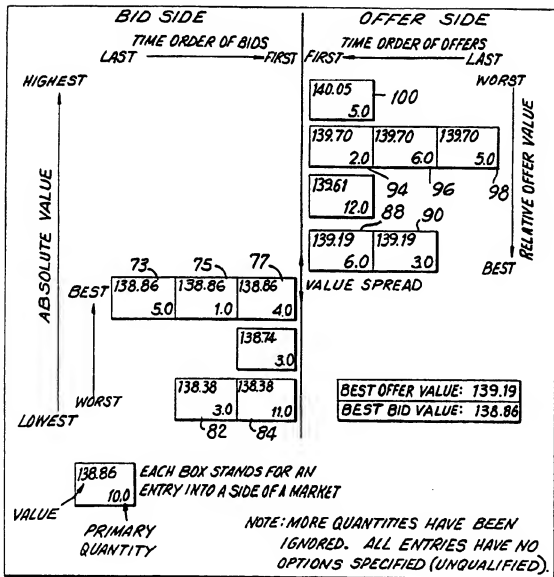 BID SIDE
OFFER SIDE
TIME ORDER OF BIDS
LAST FIRST
TIME ORDER OF OFFERS
FIRST LAST
HIGHEST
ABSOLUTE VALUE
LOWEST
WORST
RELATIVE OFFER VALUE
BEST
140.05
5.0
100
139.70 139.70 139.70
2.0 6.0 5.0
94 96 98
139.61
12.0
88 90
139.19 139.19
6.0 3.0
VALUE SPREAD
73 75 77
BEST
138.86 138.86 138.86
5.0 1.0 4.0
138.74
3.0
WORST
138.38 138.38
3.0 11.0
82 84
BEST OFFER VALUE: 139.19
BEST BID VALUE: 138.86
138.86
10.0
VALUE
PRIMARY
QUANTITY
EACH BOX STANDS FOR AN
ENTRY INTO A SIDE OF A MARKET
NOTE: MORE QUANTITIES HAVE BEEN
IGNORED. ALL ENTRIES HAVE NO
OPTIONS SPECIFIED (UNQUALIFIED).